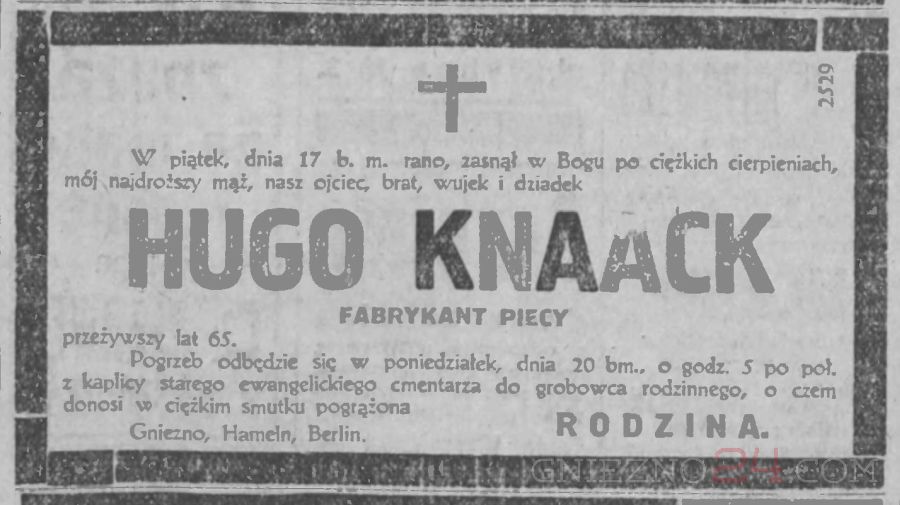 2529
W piątek, dnia 17 b. m. rano, zasnął w Bogu po ciężkich cierpieniach,
mój najdroższy mąż, nasz ojciec, brat, wujek i dziadek
HUGO KNAACK
FABRYKANT PIECY
przeżywszy lat 65.
Pogrzeb odbędzie się w poniedziałek, dnia 20 bm., o godz. 5 po poł.
z kaplicy starego ewangelickiego cmentarza do grobowca rodzinnego, o czem
donosi w ciężkim smutku pogrążona
RODZINA.
Gniezno, Hameln, Berlin.
GNIEZNO24.COM